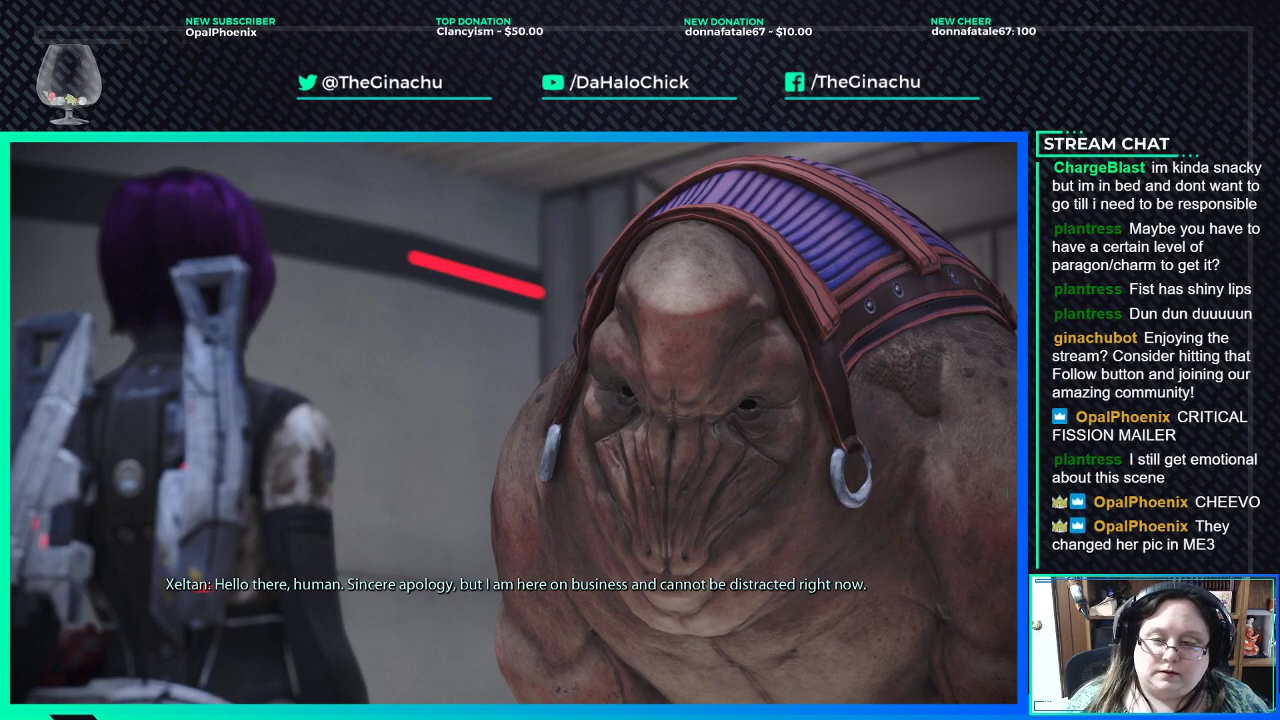 NEW SUBSCRIBER
OpalPhoenix
TOP DONATION
Clancyism ~ $50.00
NEW DONATION
donnafatale67 ~ $10.00
NEW CHEER
donnafatale67: 100
@TheGinachu
/DaHaloChick
/TheGinachu
STREAM CHAT
ChargeBlast im kinda snacky
but im in bed and dont want to
go till i need to be responsible
plantress Maybe you have to
have a certain level of
paragon/charm to get it?
plantress Fist has shiny lips
plantress Dun dun duuuuun
ginachubot Enjoying the
stream? Consider hitting that
Follow button and joining our
amazing community!
OpalPhoenix CRITICAL
FISSION MAILER
plantress I still get emotional
about this scene
OpalPhoenix CHEEVO
OpalPhoenix They
changed her pic in ME3
Xeltan: Hello there, human. Sincere apology, but I am here on business and cannot be distracted right now.